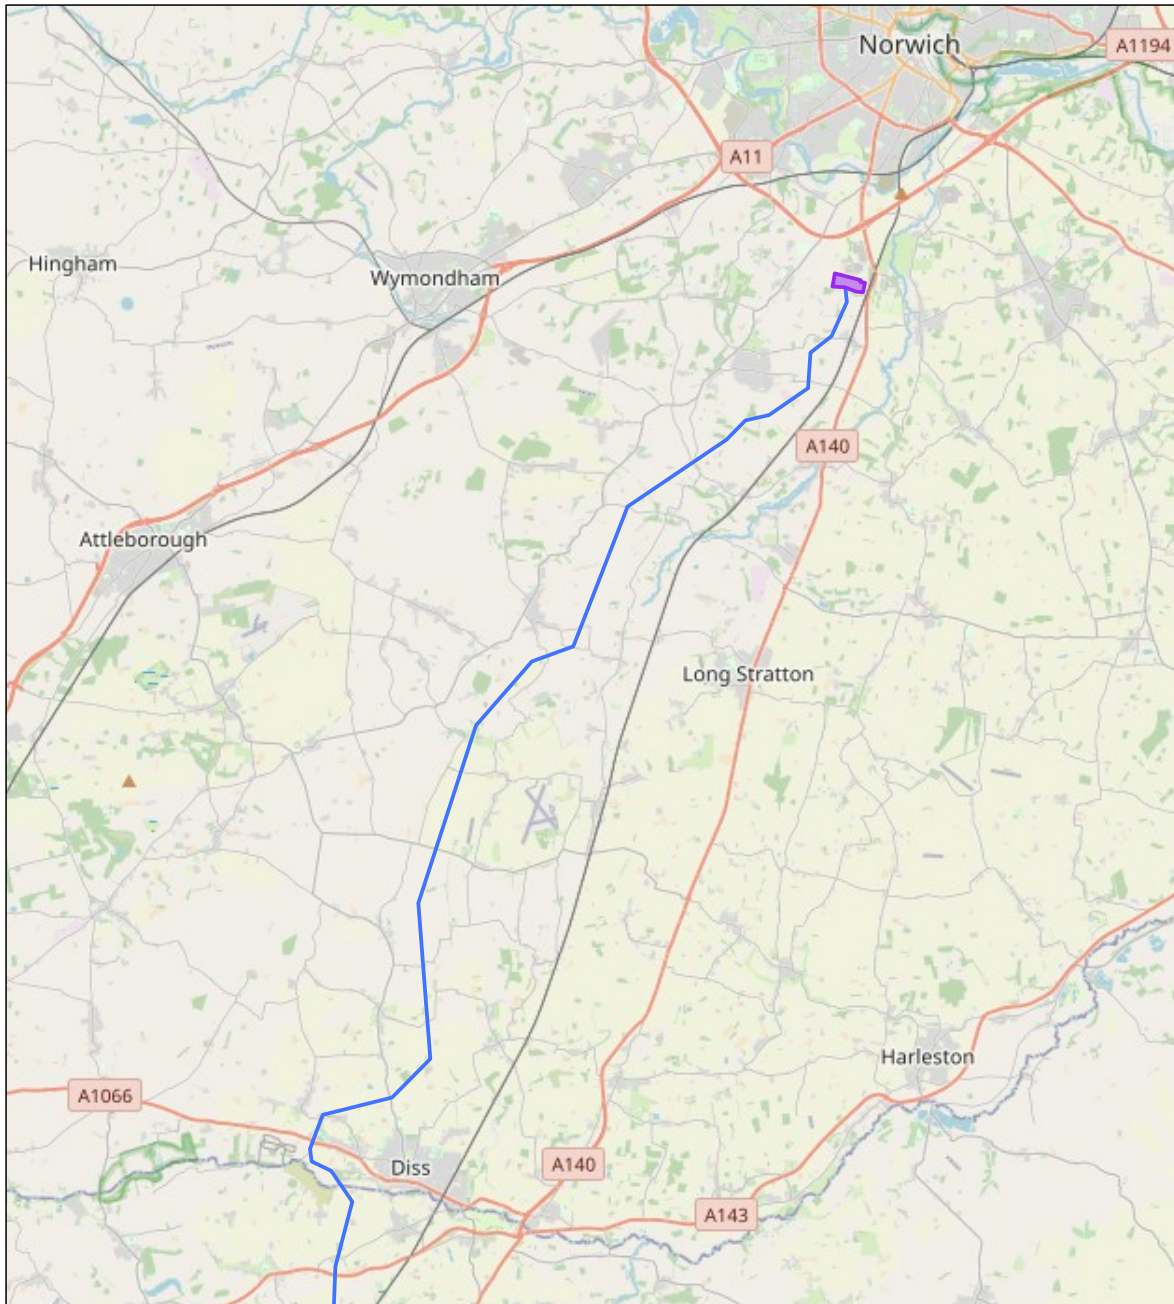 Norwich
A1194
A11
Hingham
Wymondham
A140
Attleborough
Long Stratton
Harleston
A1066
Diss
A140
A143